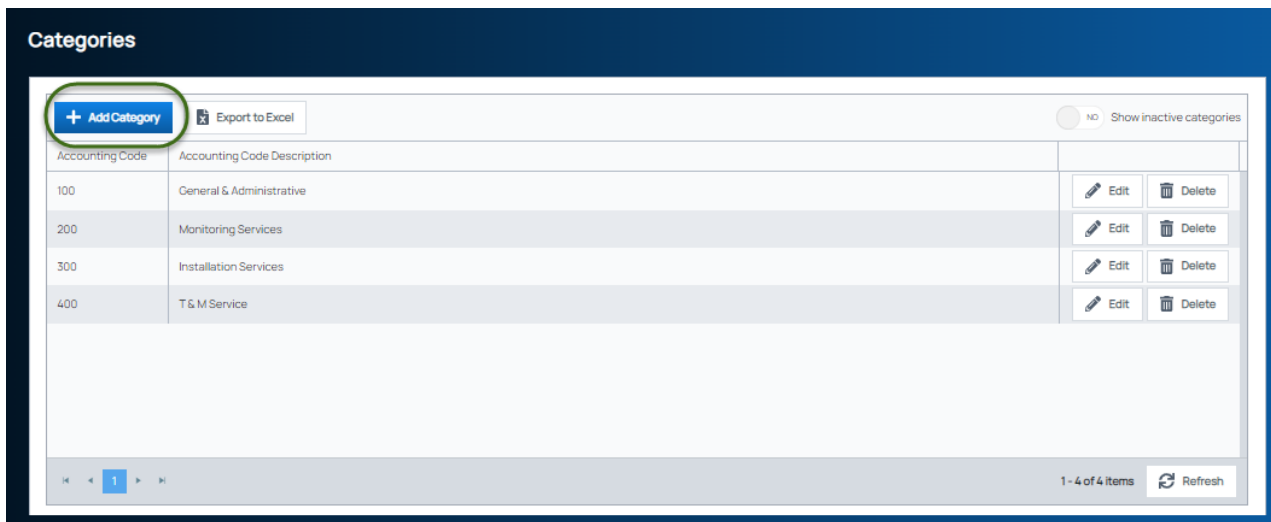 Categories
Add Category Export to Excel NO Show inactive categories
Accounting Code Accounting Code Description
100 General & Administrative Edit Delete
200 Monitoring Services Edit Delete
300 Installation Services Edit Delete
400 T & M Service Edit Delete
1 1 - 4 of 4 items Refresh